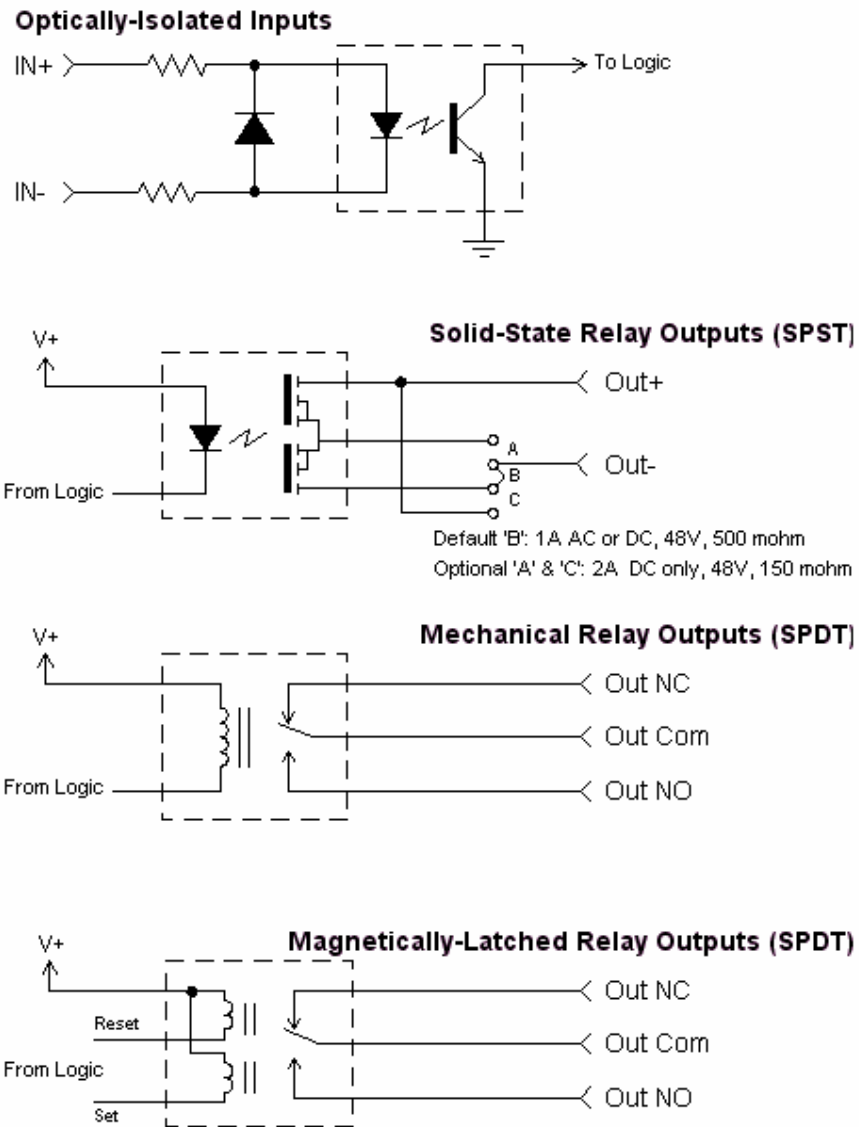 Optically-Isolated Inputs
IN+
To Logic
IN-
Solid-State Relay Outputs (SPST)
V+
Out+
A
Out-
B
From Logic
C
Default 'B': 1A AC or DC, 48V, 500 mohm
Optional 'A' & 'C': 2A DC only, 48V, 150 mohm
Mechanical Relay Outputs (SPDT)
V+
Out NC
Out Com
From Logic
Out NO
Magnetically-Latched Relay Outputs (SPDT)
V+
Out NC
Reset
Out Com
From Logic
Out NO
Set